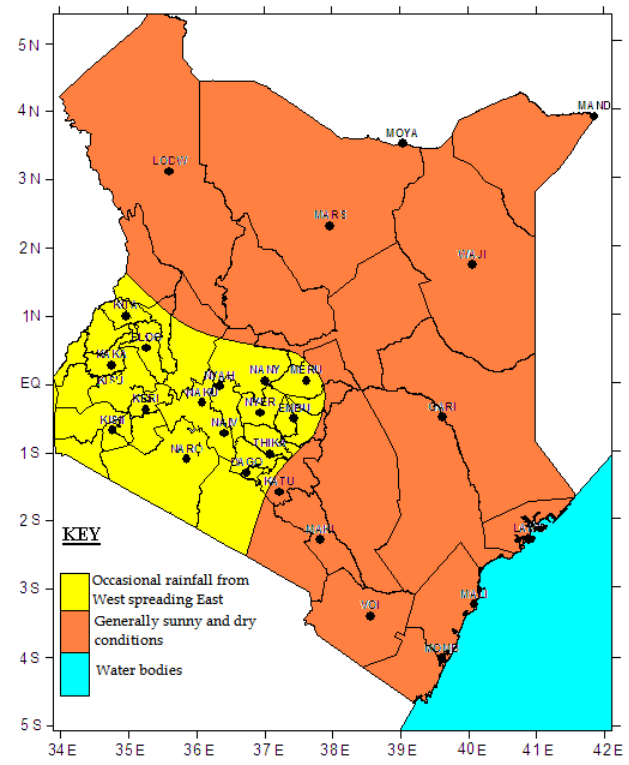 5 N
4 N
3 N
2 N
1 N
EQ
1 S
2 S
3 S
4 S
5 S
34 E
35 E
36 E
37 E
38 E
39 E
40 E
41 E
42 E
MAND
MOYA
LODW
MARS
WAJI
KITA
ELDO
KAKA
KISU
NYAH
NANY
MERU
NAKU
KERI
NYER
EMBU
GARI
KISII
NAIV
NARO
THIKA
DAGO
KATU
MAKI
LAMU
VOI
MALI
MOMB
KEY
Occasional rainfall from
West spreading East
Generally sunny and dry
conditions
Water bodies